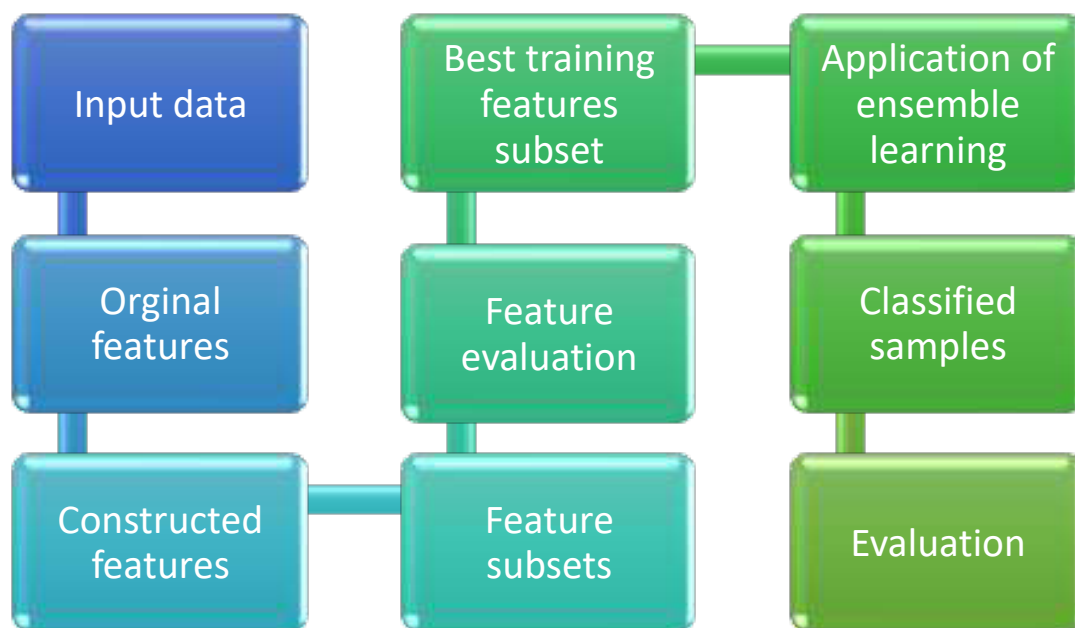 Input data
Orginal
features
Constructed
features
Feature
subsets
Feature
evaluation
Best training
features
subset
Application of
ensemble
learning
Classified
samples
Evaluation